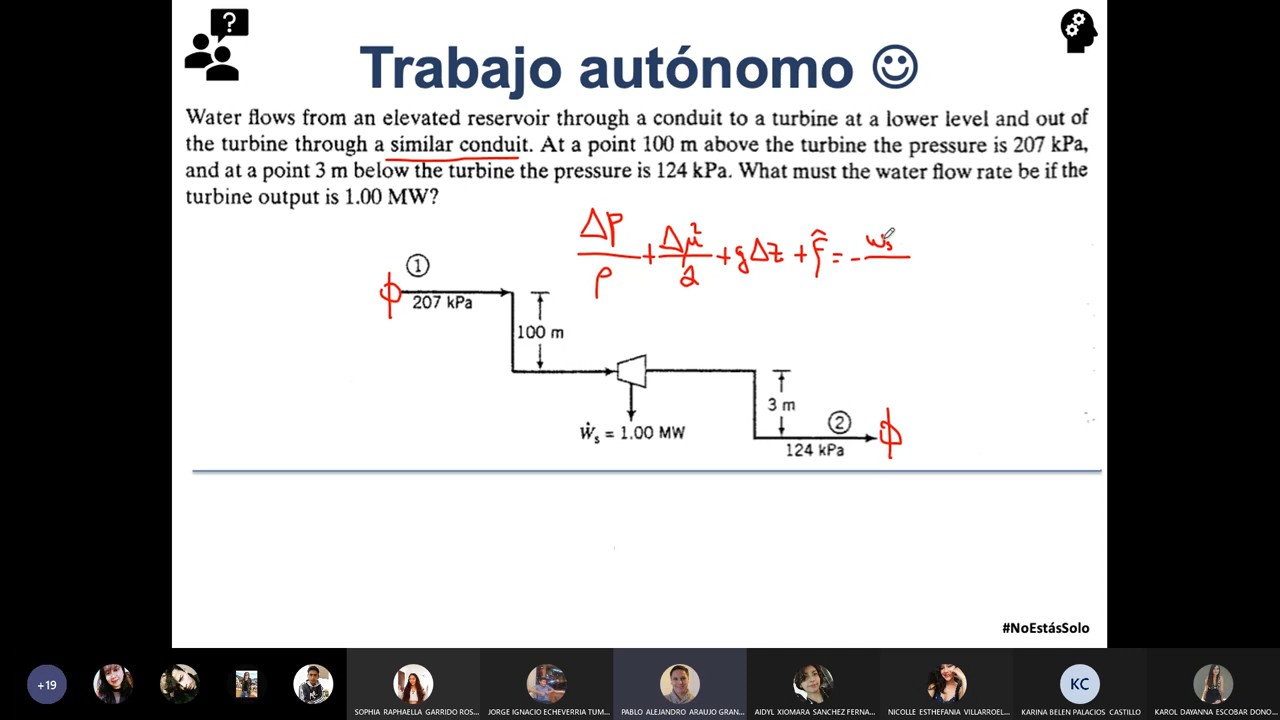 ?
Trabajo autónomo
Water flows from an elevated reservoir through a conduit to a turbine at a lower level and out of
the turbine through a similar conduit. At a point 100 m above the turbine the pressure is 207 kPa,
and at a point 3 m below the turbine the pressure is 124 kPa. What must the water flow rate be if the
turbine output is 1.00 MW?
ΔP/ρ + Δμ²/2 + gΔz + F̂ = - ẇs
①
207 kPa
100 m
3 m
Ẇs = 1.00 MW
②
124 kPa
#NoEstásSolo
+19
SOPHIA RAPHAELLA GARRIDO ROS...
JORGE IGNACIO ECHEVERRIA TUM...
PABLO ALEJANDRO ARAUJO GRAN...
AIDYL XIOMARA SANCHEZ FERNA...
NICOLLE ESTHEFANIA VILLARROEL...
KC
KARINA BELEN PALACIOS CASTILLO
KAROL DAYANNA ESCOBAR DONO...